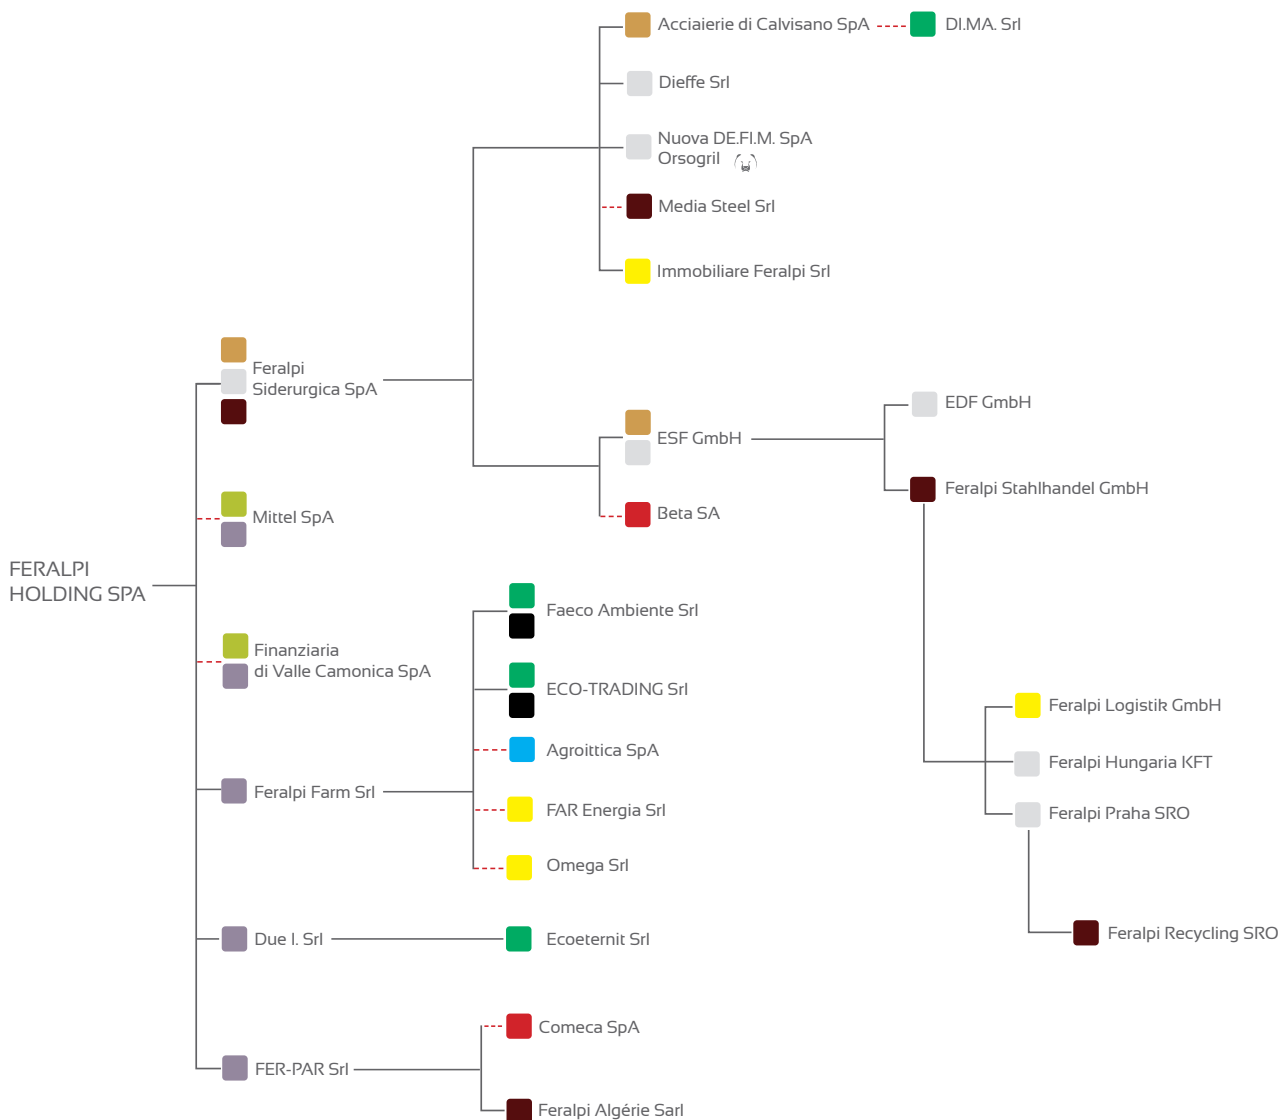 Acciaierie di Calvisano SpA
DI.MA. Srl
Dieffe Srl
Nuova DE.FI.M. SpA
Orsogril
Media Steel Srl
Immobiliare Feralpi Srl
Feralpi
Siderurgica SpA
ESF GmbH
EDF GmbH
Feralpi Stahlhandel GmbH
Beta SA
Mittel SpA
FERALPI
HOLDING SPA
Faeco Ambiente Srl
Finanziaria
di Valle Camonica SpA
ECO-TRADING Srl
Feralpi Logistik GmbH
Agroittica SpA
Feralpi Hungaria KFT
Feralpi Farm Srl
FAR Energia Srl
Feralpi Praha SRO
Omega Srl
Due I. Srl
Ecoeternit Srl
Feralpi Recycling SRO
Comeca SpA
FER-PAR Srl
Feralpi Algérie Sarl